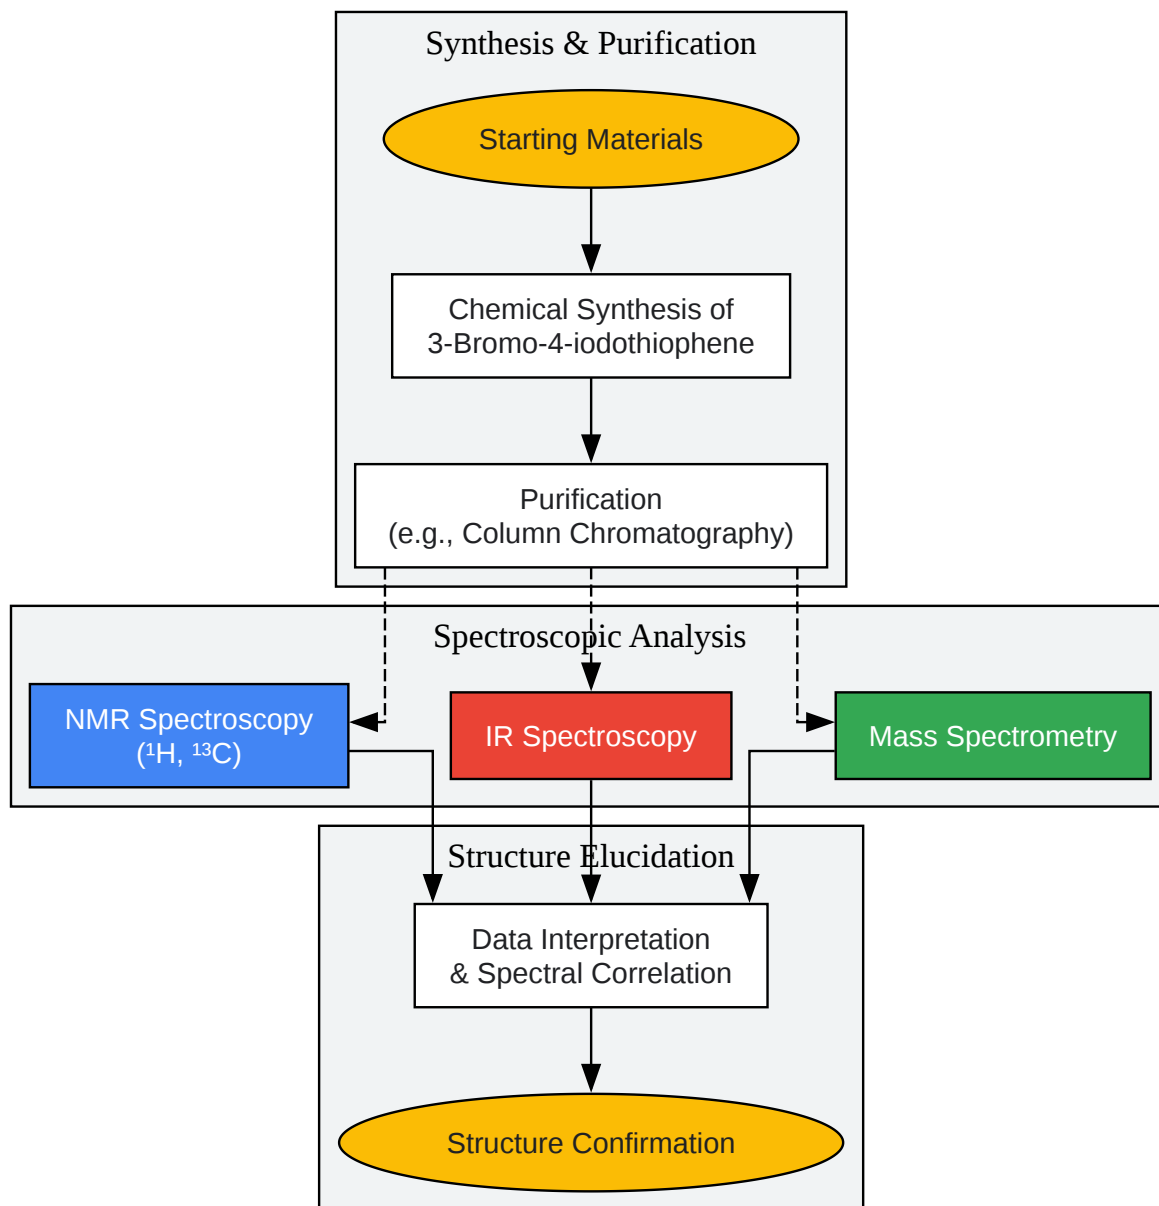 Synthesis & Purification
Starting Materials
Chemical Synthesis of
3-Bromo-4-iodothiophene
Purification
(e.g., Column Chromatography)
Spectroscopic Analysis
NMR Spectroscopy
(¹H, ¹³C)
IR Spectroscopy
Mass Spectrometry
Structure Elucidation
Data Interpretation
& Spectral Correlation
Structure Confirmation